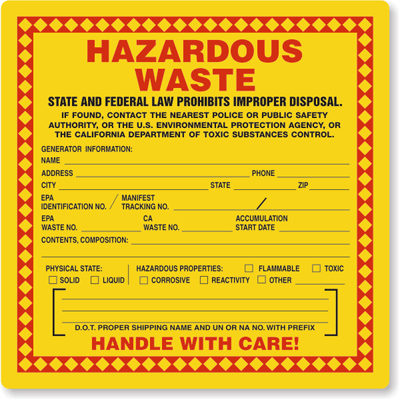 HAZARDOUS
WASTE
STATE AND FEDERAL LAW PROHIBITS IMPROPER DISPOSAL.
IF FOUND, CONTACT THE NEAREST POLICE OR PUBLIC SAFETY
AUTHORITY, OR THE U.S. ENVIRONMENTAL PROTECTION AGENCY, OR
THE CALIFORNIA DEPARTMENT OF TOXIC SUBSTANCES CONTROL.
GENERATOR INFORMATION:
NAME
ADDRESS PHONE
CITY STATE ZIP
EPA MANIFEST
IDENTIFICATION NO. / TRACKING NO. /
EPA CA ACCUMULATION
WASTE NO. WASTE NO. START DATE
CONTENTS, COMPOSITION:
PHYSICAL STATE: HAZARDOUS PROPERTIES: FLAMMABLE TOXIC
SOLID LIQUID CORROSIVE REACTIVITY OTHER
D.O.T. PROPER SHIPPING NAME AND UN OR NA NO. WITH PREFIX
HANDLE WITH CARE!